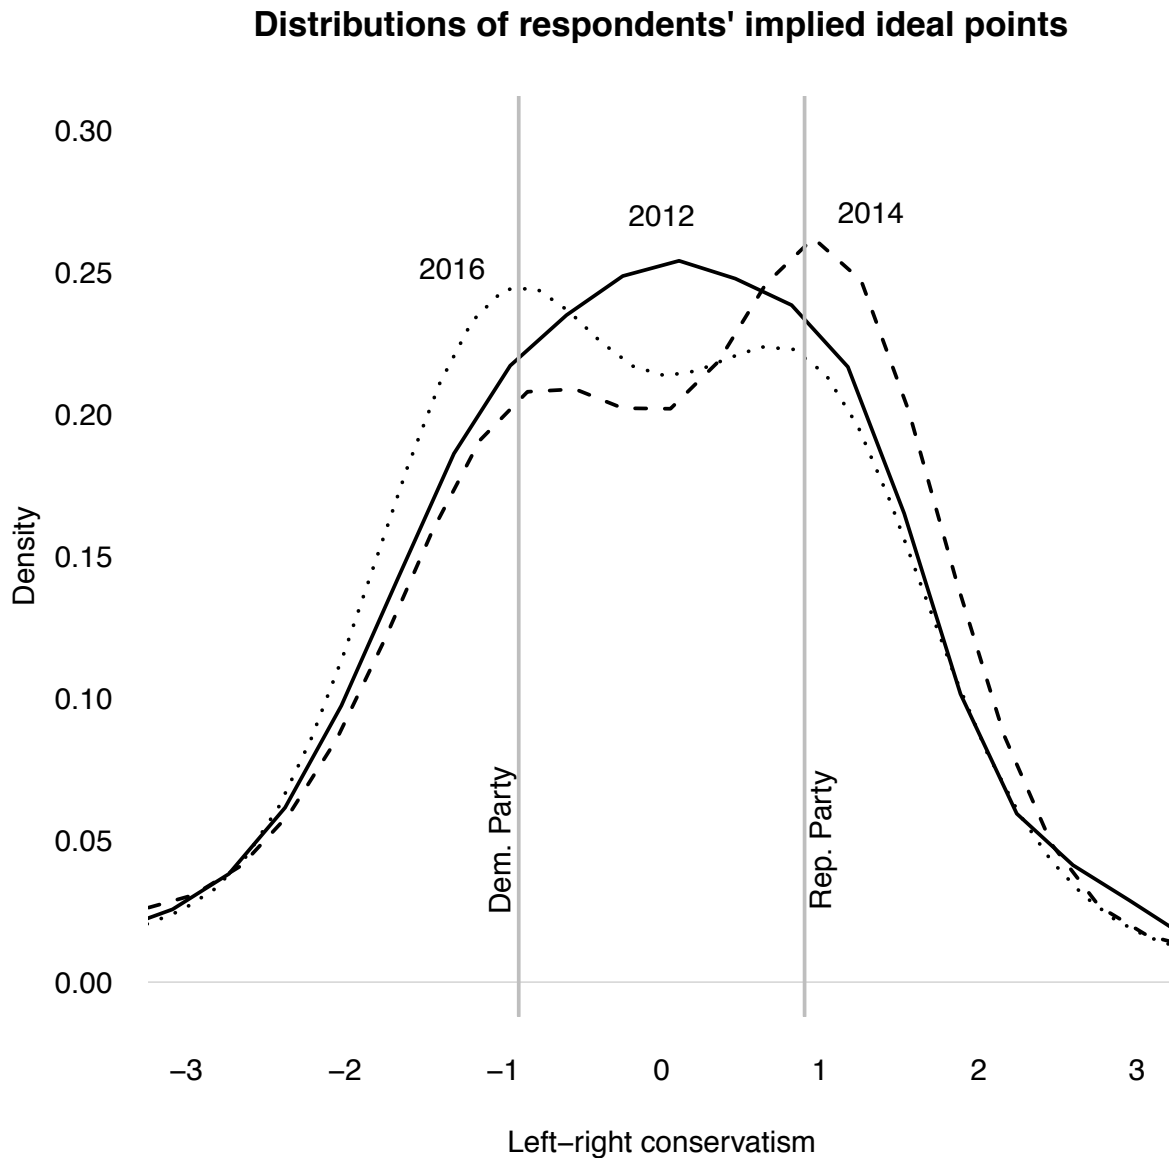 Distributions of respondents' implied ideal points
0.30
0.25
0.20
0.15
0.10
0.05
0.00
Density
2016
2012
2014
Dem. Party
Rep. Party
−3 −2 −1 0 1 2 3
Left−right conservatism